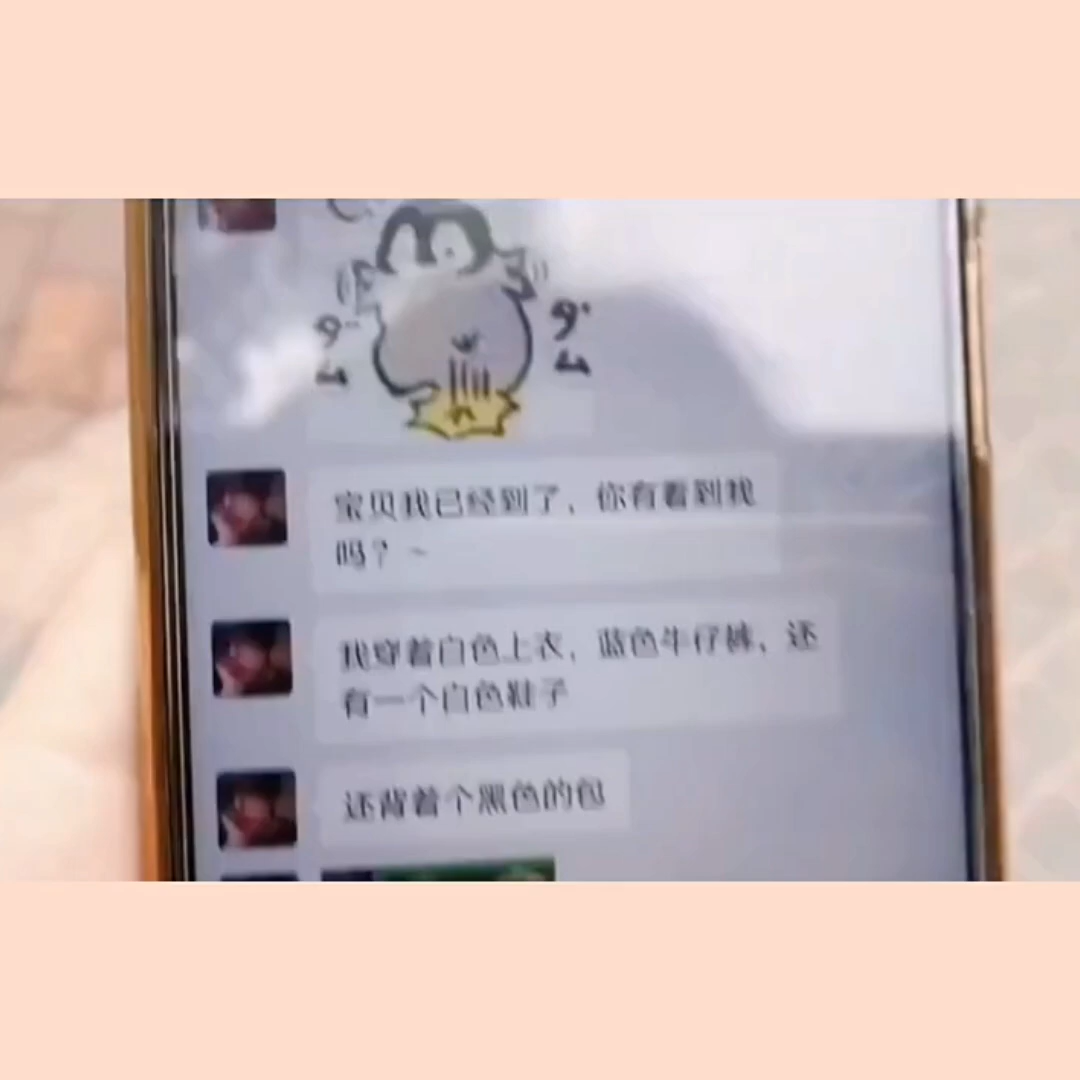 宝贝我已经到了，你有看到我
吗？~
我穿着白色上衣，蓝色牛仔裤，还
有一个白色鞋子
还背着个黑色的包